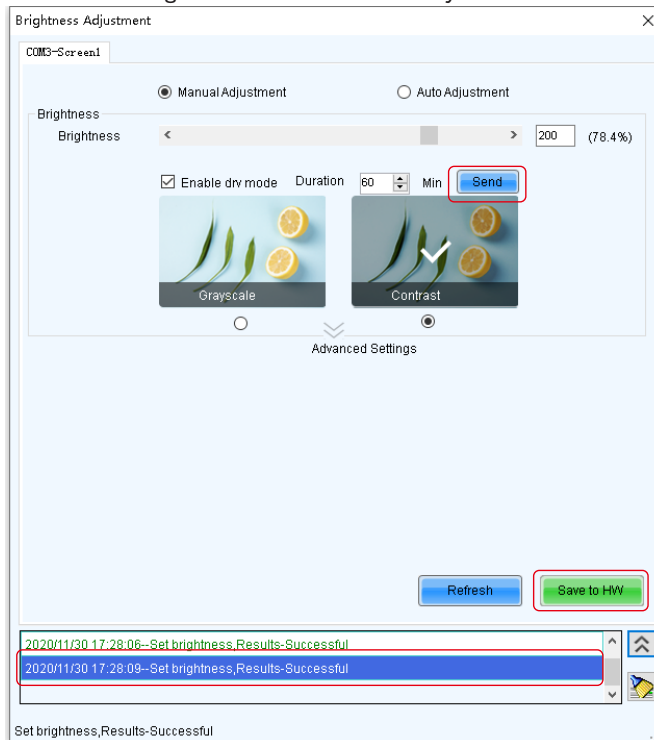 Brightness Adjustment
COM3-Screen1
Manual Adjustment Auto Adjustment
Brightness
Brightness 200 (78.4%)
Enable drv mode Duration 60 Min Send
Grayscale Contrast
Advanced Settings
Refresh Save to HW
2020/11/30 17:28:06--Set brightness,Results-Successful
2020/11/30 17:28:09--Set brightness,Results-Successful
Set brightness,Results-Successful